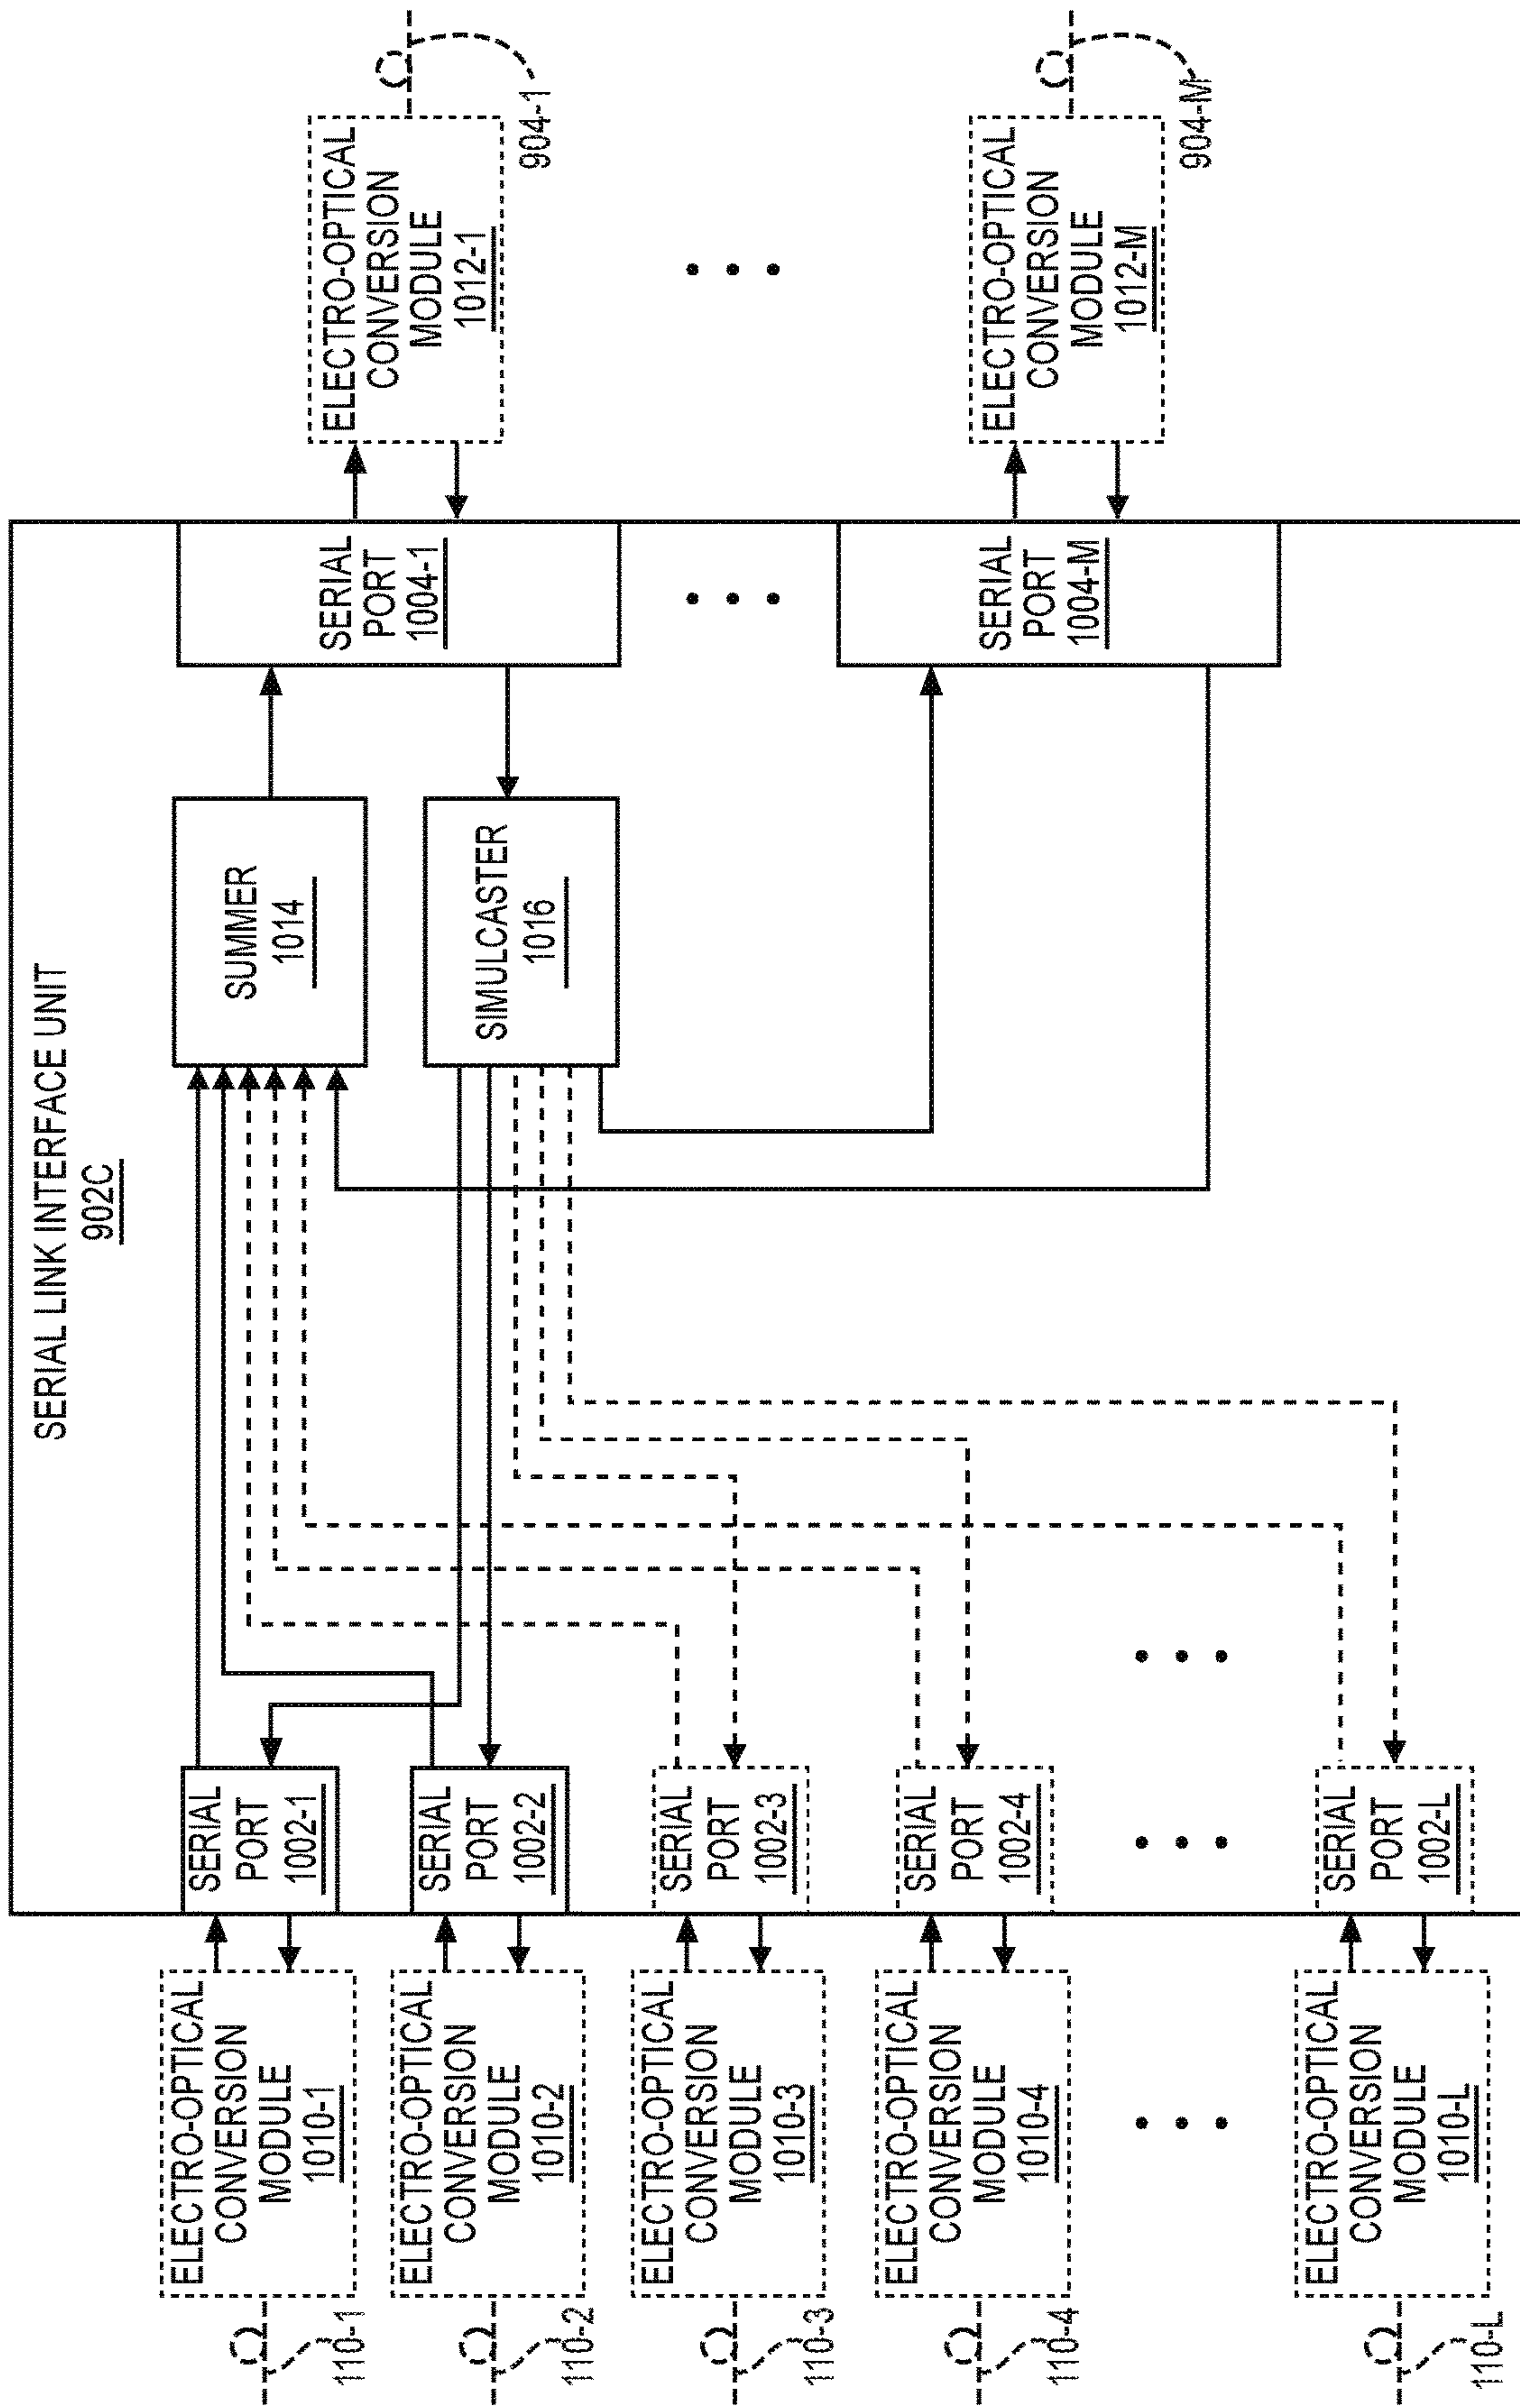 SERIAL LINK INTERFACE UNIT
902C
110-1
ELECTRO-OPTICAL
CONVERSION
MODULE
1010-1
SERIAL
PORT
1002-1
SUMMER
1014
SERIAL
PORT
1004-1
ELECTRO-OPTICAL
CONVERSION
MODULE
1012-1
904-1
110-2
ELECTRO-OPTICAL
CONVERSION
MODULE
1010-2
SERIAL
PORT
1002-2
SIMULCASTER
1016
110-3
ELECTRO-OPTICAL
CONVERSION
MODULE
1010-3
SERIAL
PORT
1002-3
110-4
ELECTRO-OPTICAL
CONVERSION
MODULE
1010-4
SERIAL
PORT
1002-4
SERIAL
PORT
1004-M
ELECTRO-OPTICAL
CONVERSION
MODULE
1012-M
904-M
110-L
ELECTRO-OPTICAL
CONVERSION
MODULE
1010-L
SERIAL
PORT
1002-L